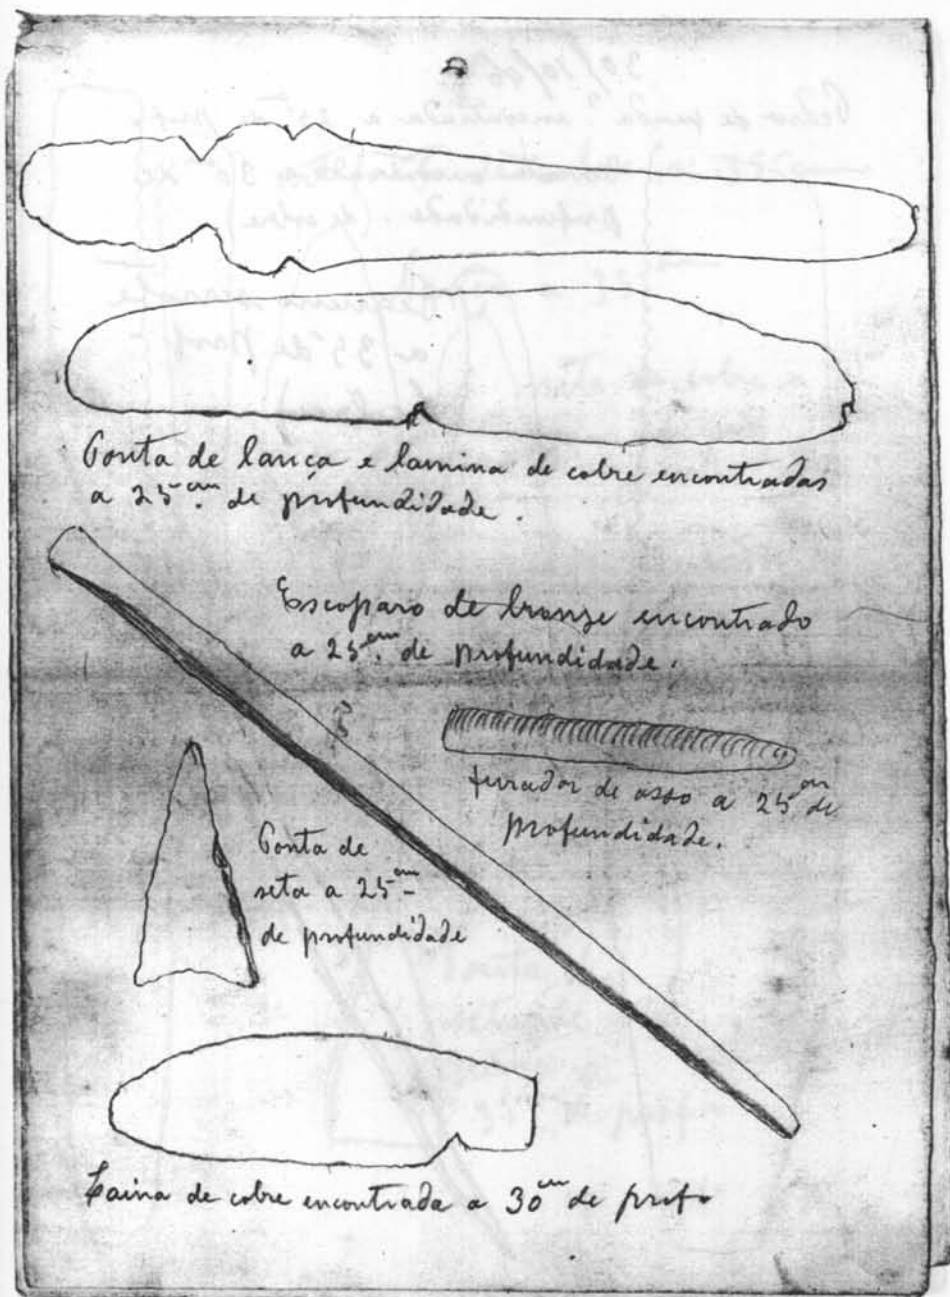 Ponta de lança e lamina de cobre encontradas
a 25 cm. de profundidade.
Escoparo de bronze encontrado
a 25 cm. de profundidade.
furador de osso a 25 cm de
profundidade.
Ponta de
seta a 25 cm
de profundidade
de cobre encontrada a 30 cm de prof.